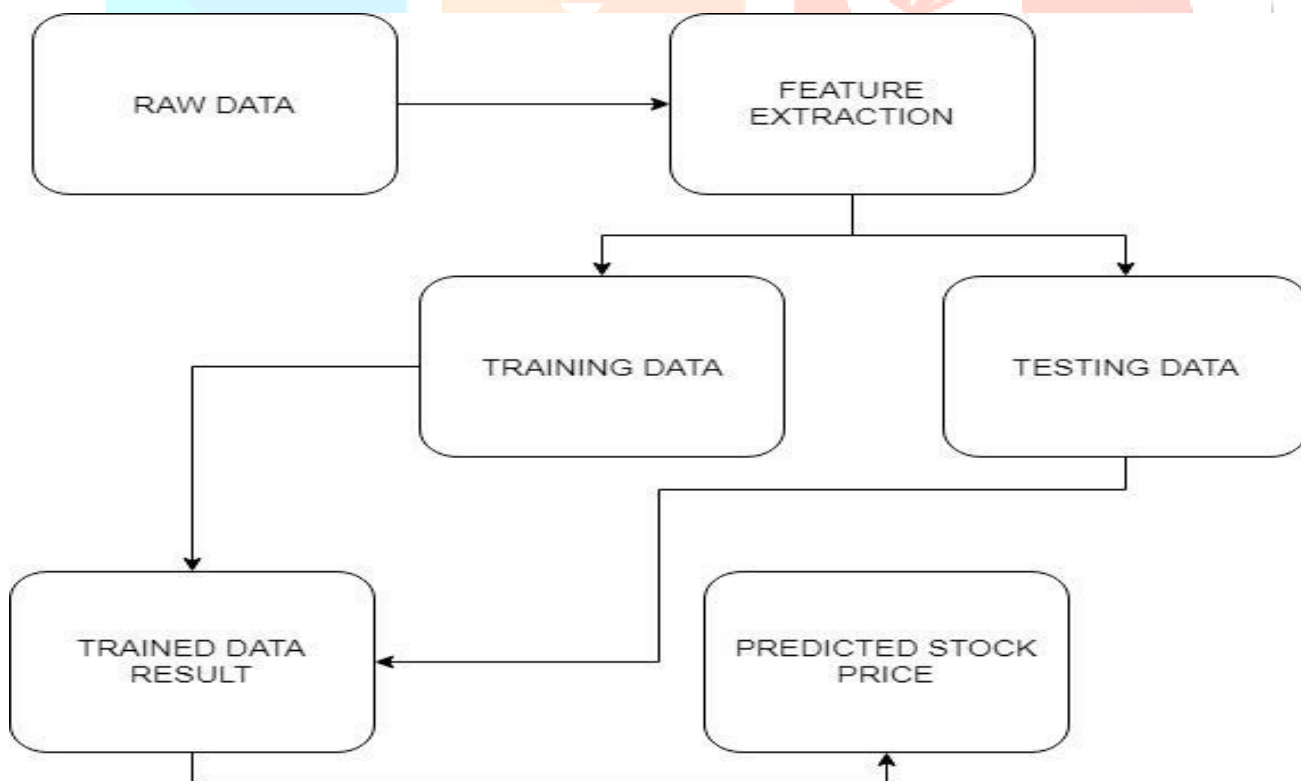 RAW DATA
FEATURE
EXTRACTION
TRAINING DATA
TESTING DATA
TRAINED DATA
RESULT
PREDICTED STOCK
PRICE